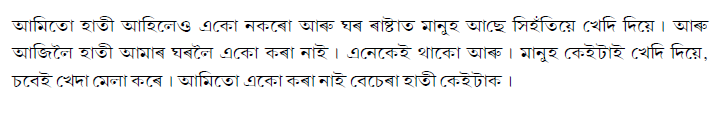 আমিতো হাতী আহিলেও একো নকৰো আৰু ঘৰ ৰাষ্টাত মানুহ আছে সিহঁতিয়ে খেদি দিয়ে। আৰু
আজিলৈ হাতী আমাৰ ঘৰলৈ একো কৰা নাই। এনেকেই থাকো আৰু। মানুহ কেইটাই খেদি দিয়ে,
চবেই খেদা মেলা কৰে। আমিতো একো কৰা নাই বেচেৰা হাতী কেইটাক।